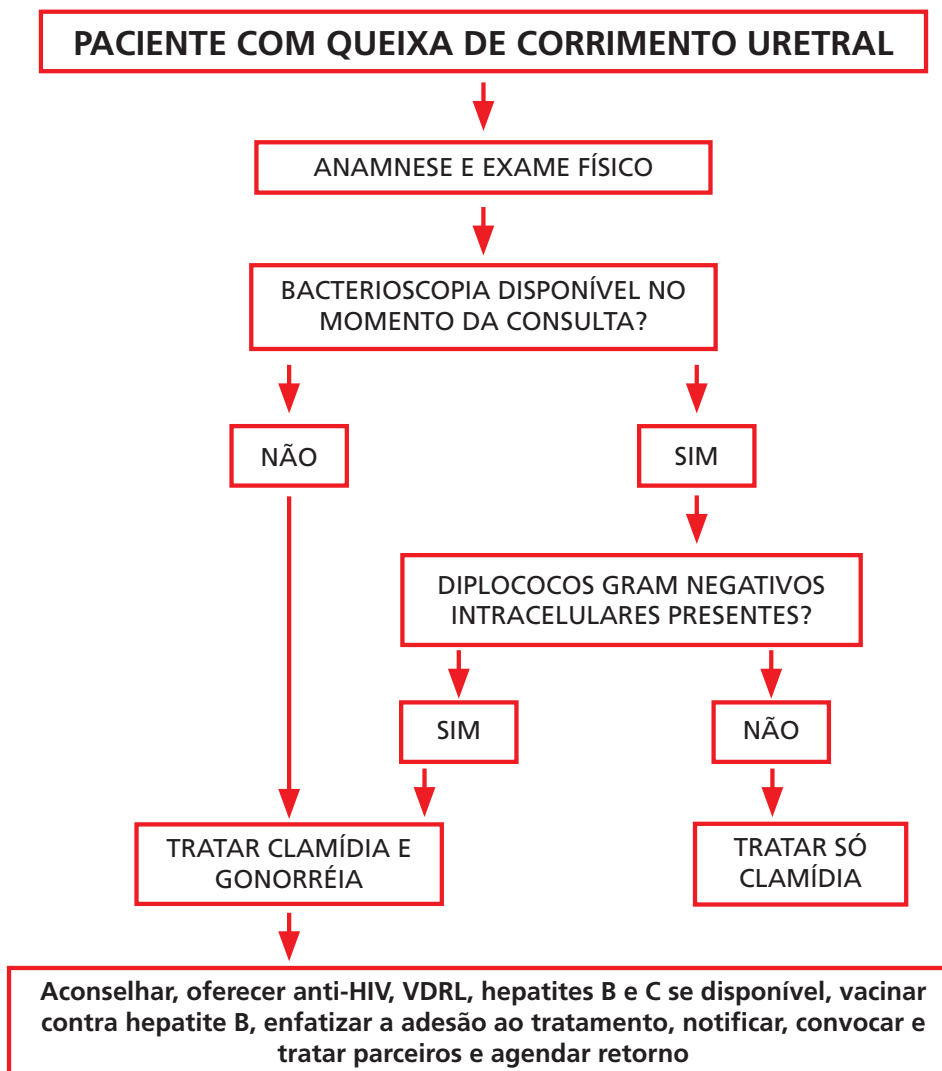 PACIENTE COM QUEIXA DE CORRIMENTO URETRAL
ANAMNESE E EXAME FÍSICO
BACTERIOSCOPIA DISPONÍVEL NO
MOMENTO DA CONSULTA?
NÃO
SIM
DIPLOCOCOS GRAM NEGATIVOS
INTRACELULARES PRESENTES?
SIM
NÃO
TRATAR CLAMÍDIA E
GONORRÉIA
TRATAR SÓ
CLAMÍDIA
Aconselhar, oferecer anti-HIV, VDRL, hepatites B e C se disponível, vacinar
contra hepatite B, enfatizar a adesão ao tratamento, notificar, convocar e
tratar parceiros e agendar retorno